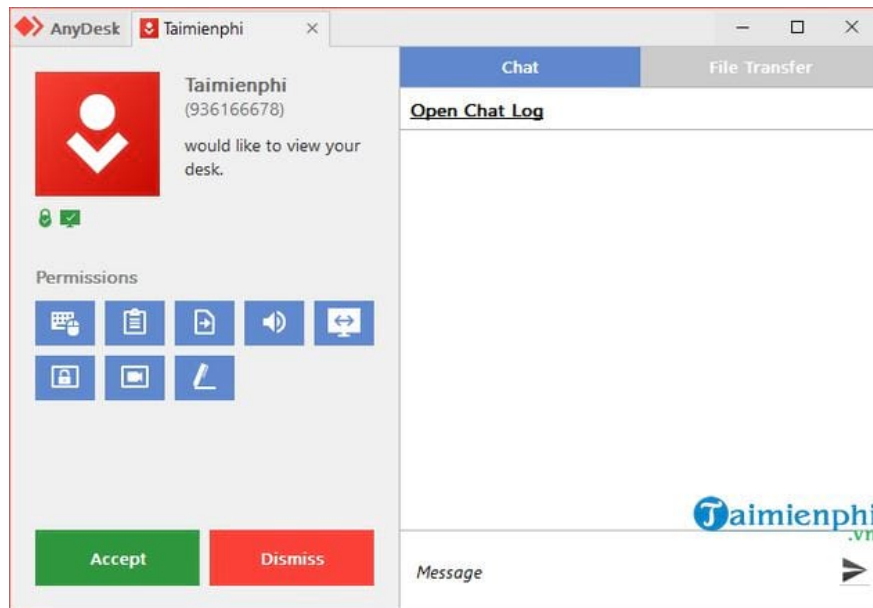 AnyDesk
Taimienphi
Taimienphi
(936166678)
would like to view your
desk.
Permissions
Accept
Dismiss
Chat
File Transfer
Open Chat Log
Taimienphi
.vn
Message